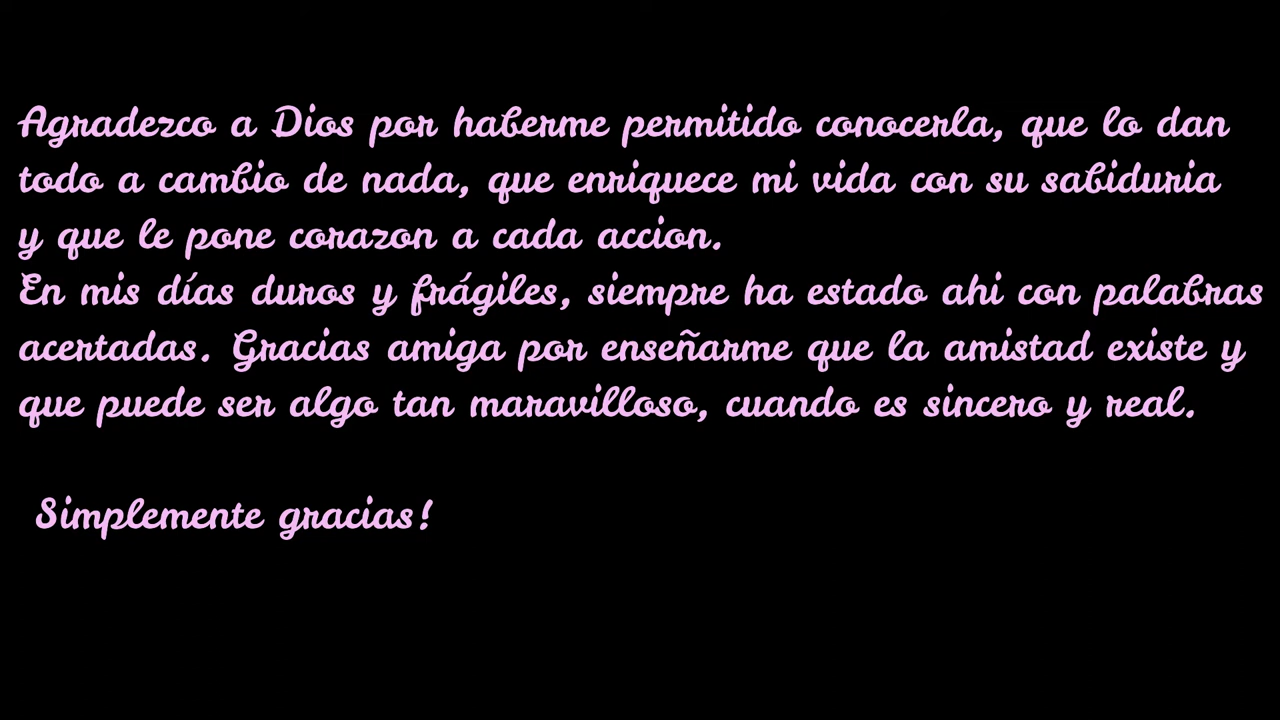 Agradezco a Dios por haberme permitido conocerla, que lo dan
todo a cambio de nada, que enriquece mi vida con su sabiduria
y que le pone corazon a cada accion.
En mis días duros y frágiles, siempre ha estado ahi con palabras
acertadas. Gracias amiga por enseñarme que la amistad existe y
que puede ser algo tan maravilloso, cuando es sincero y real.
Simplemente gracias!